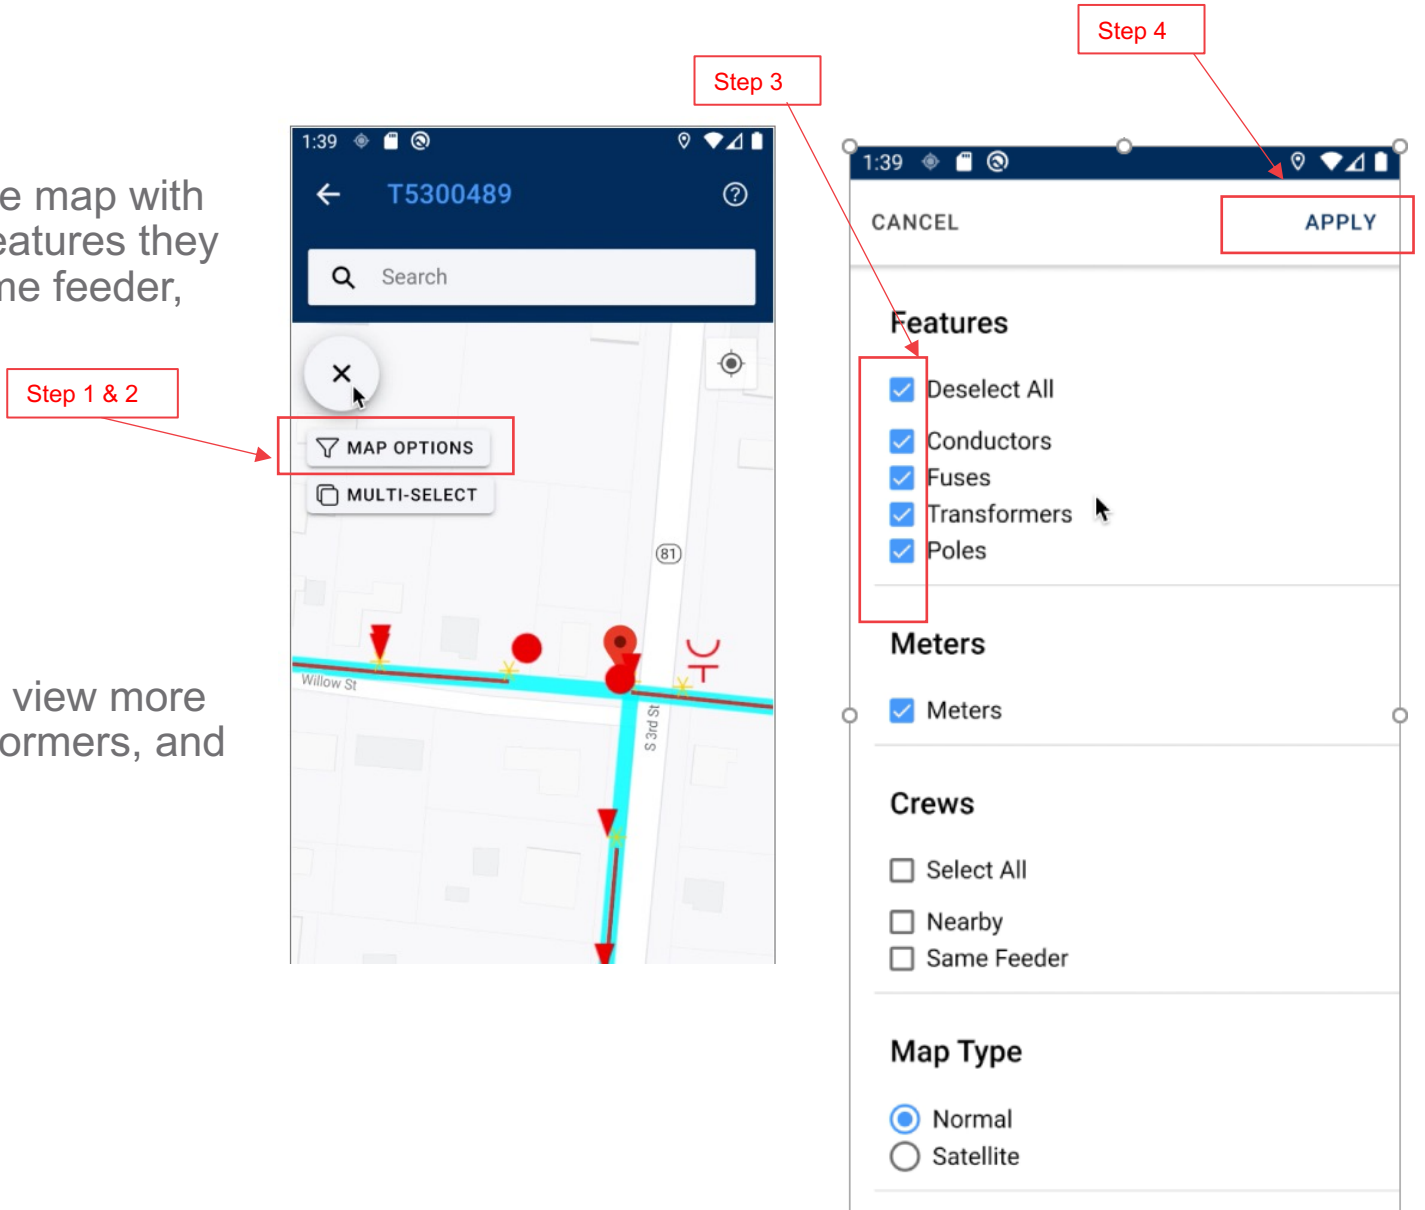 Step 4
Step 3
e map with
eatures they
me feeder,
Step 1 & 2
view more
ormers, and
1:39
T5300489
Search
MAP OPTIONS
MULTI-SELECT
81
Willow St
S 3rd St
1:39
CANCEL
APPLY
Features
Deselect All
Conductors
Fuses
Transformers
Poles
Meters
Meters
Crews
Select All
Nearby
Same Feeder
Map Type
Normal
Satellite